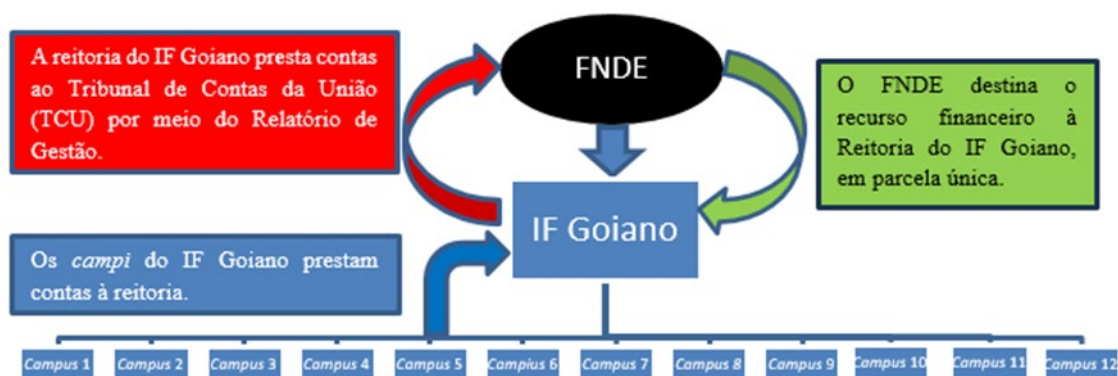 A reitoria do IF Goiano presta contas
ao Tribunal de Contas da União
(TCU) por meio do Relatório de
Gestão.
FNDE
O FNDE destina o
recurso financeiro à
Reitoria do IF Goiano,
em parcela única.
IF Goiano
Os campi do IF Goiano prestam
contas à reitoria.
Campus 1
Campus 2
Campus 3
Campus 4
Campus 5
Campius 6
Campus 7
Campus 8
Campus 9
Campus 10
Campus 11
Campus 12